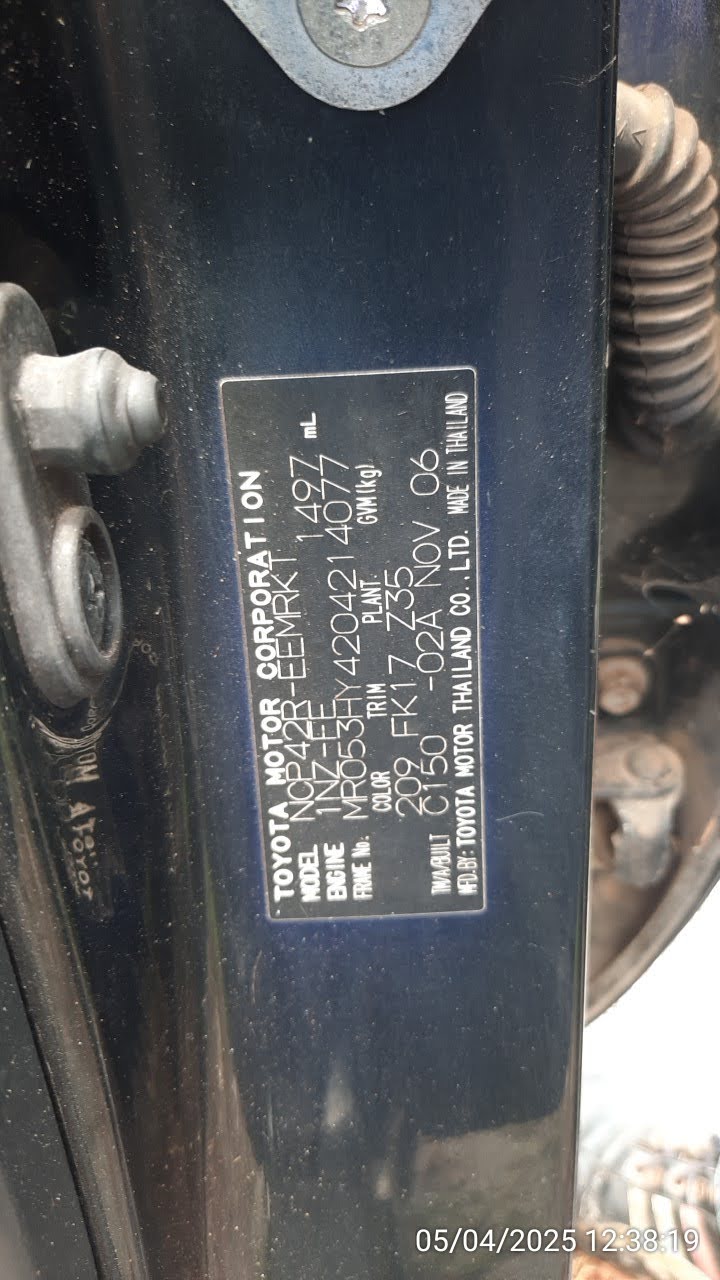 TOYOTA MOTOR CORPORATION
MODEL NCP42R-EEMRKT 1497 mL
ENGINE 1NZ-FE
FRAME No: MR053HY4204214077
COLOR TRIM PLANT GVM(kg)
209 FK17 Z35
TM/A/BUILT C150 -02A NOV 06
MFD.BY: TOYOTA MOTOR THAILAND CO.,LTD. MADE IN THAILAND
05/04/2025 12:38:19